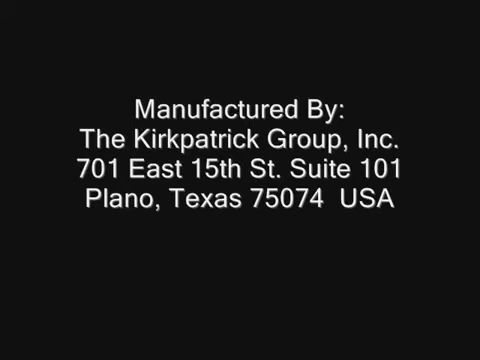 Manufactured By:
The Kirkpatrick Group, Inc.
701 East 15th St. Suite 101
Plano, Texas 75074  USA